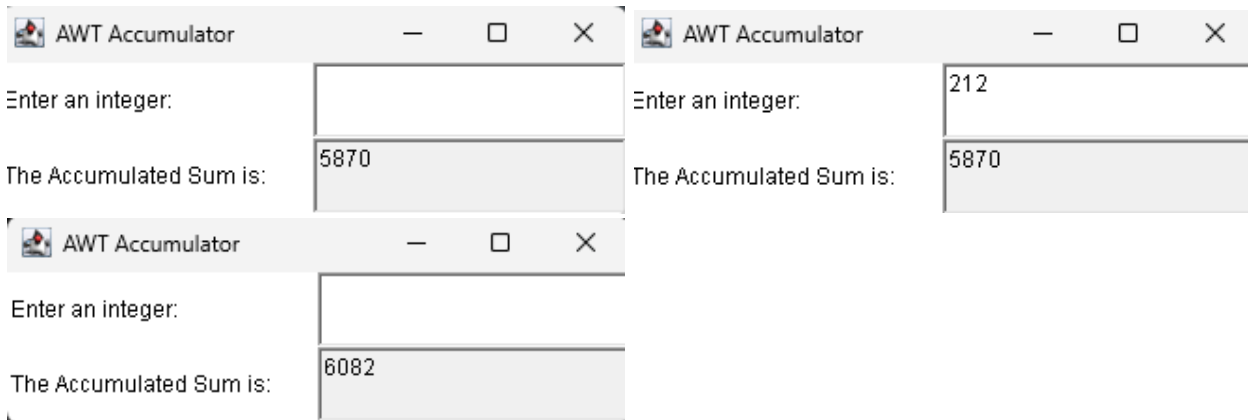 AWT Accumulator
Enter an integer:
The Accumulated Sum is: 5870
AWT Accumulator
Enter an integer: 212
The Accumulated Sum is: 5870
AWT Accumulator
Enter an integer:
The Accumulated Sum is: 6082